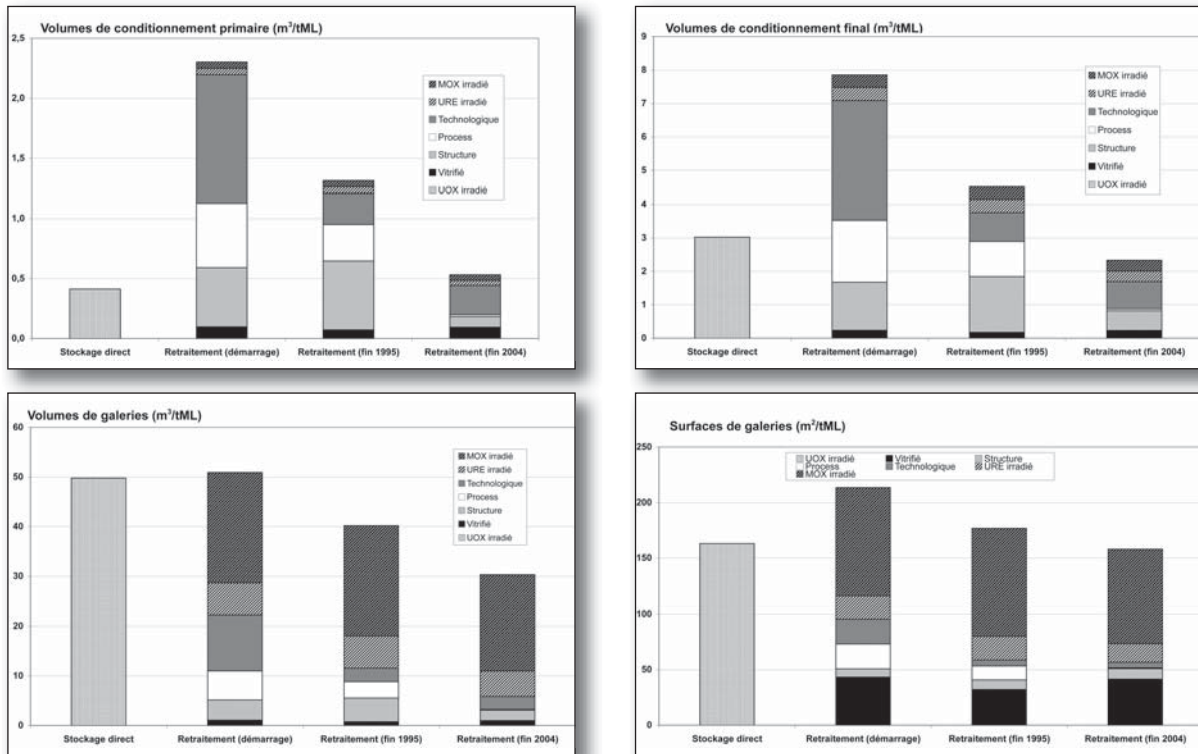 Volumes de conditionnement primaire (m³/tML)
2,5
2,0
1,5
1,0
0,5
0,0
MOX irradié
URE irradié
Technologique
Process
Structure
Vitrifié
UOX irradié
Stockage direct Retraitement (démarrage) Retraitement (fin 1995) Retraitement (fin 2004)
Volumes de conditionnement final (m³/tML)
9
8
7
6
5
4
3
2
1
0
MOX irradié
URE irradié
Technologique
Process
Structure
Vitrifié
UOX irradié
Stockage direct Retraitement (démarrage) Retraitement (fin 1995) Retraitement (fin 2004)
Volumes de galeries (m³/tML)
60
50
40
30
20
10
0
MOX irradié
URE irradié
Technologique
Process
Structure
Vitrifié
UOX irradié
Stockage direct Retraitement (démarrage) Retraitement (fin 1995) Retraitement (fin 2004)
Surfaces de galeries (m²/tML)
250
200
150
100
50
0
UOX irradié Vitrifié Structure
Process Technologique URE irradié
MOX irradié
Stockage direct Retraitement (démarrage) Retraitement (fin 1995) Retraitement (fin 2004)